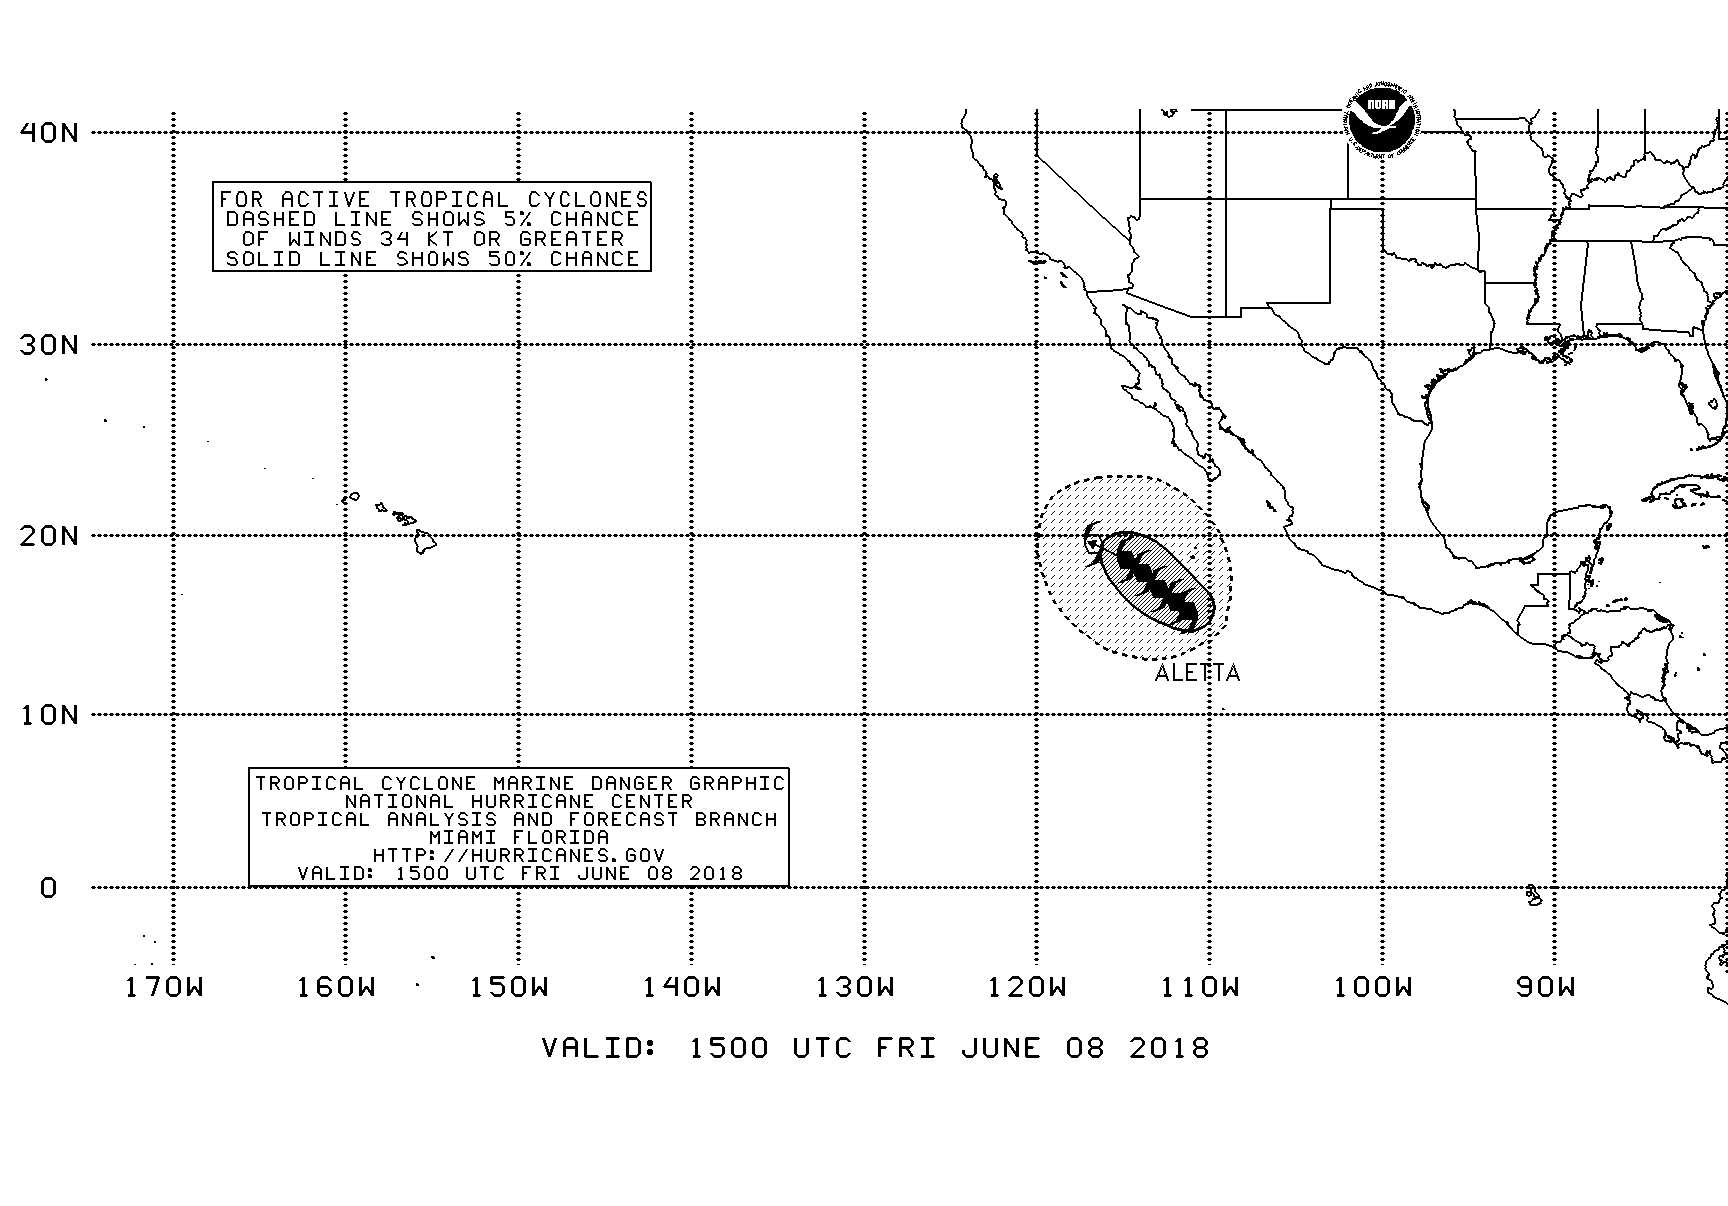 NOAA
40N
FOR ACTIVE TROPICAL CYCLONES
DASHED LINE SHOWS 5% CHANCE
OF WINDS 34 KT OR GREATER
SOLID LINE SHOWS 50% CHANCE
30N
20N
ALETTA
10N
TROPICAL CYCLONE MARINE DANGER GRAPHIC
NATIONAL HURRICANE CENTER
TROPICAL ANALYSIS AND FORECAST BRANCH
MIAMI FLORIDA
HTTP://HURRICANES.GOV
VALID: 1500 UTC FRI JUNE 08 2018
0
170W 160W 150W 140W 130W 120W 110W 100W 90W
VALID: 1500 UTC FRI JUNE 08 2018